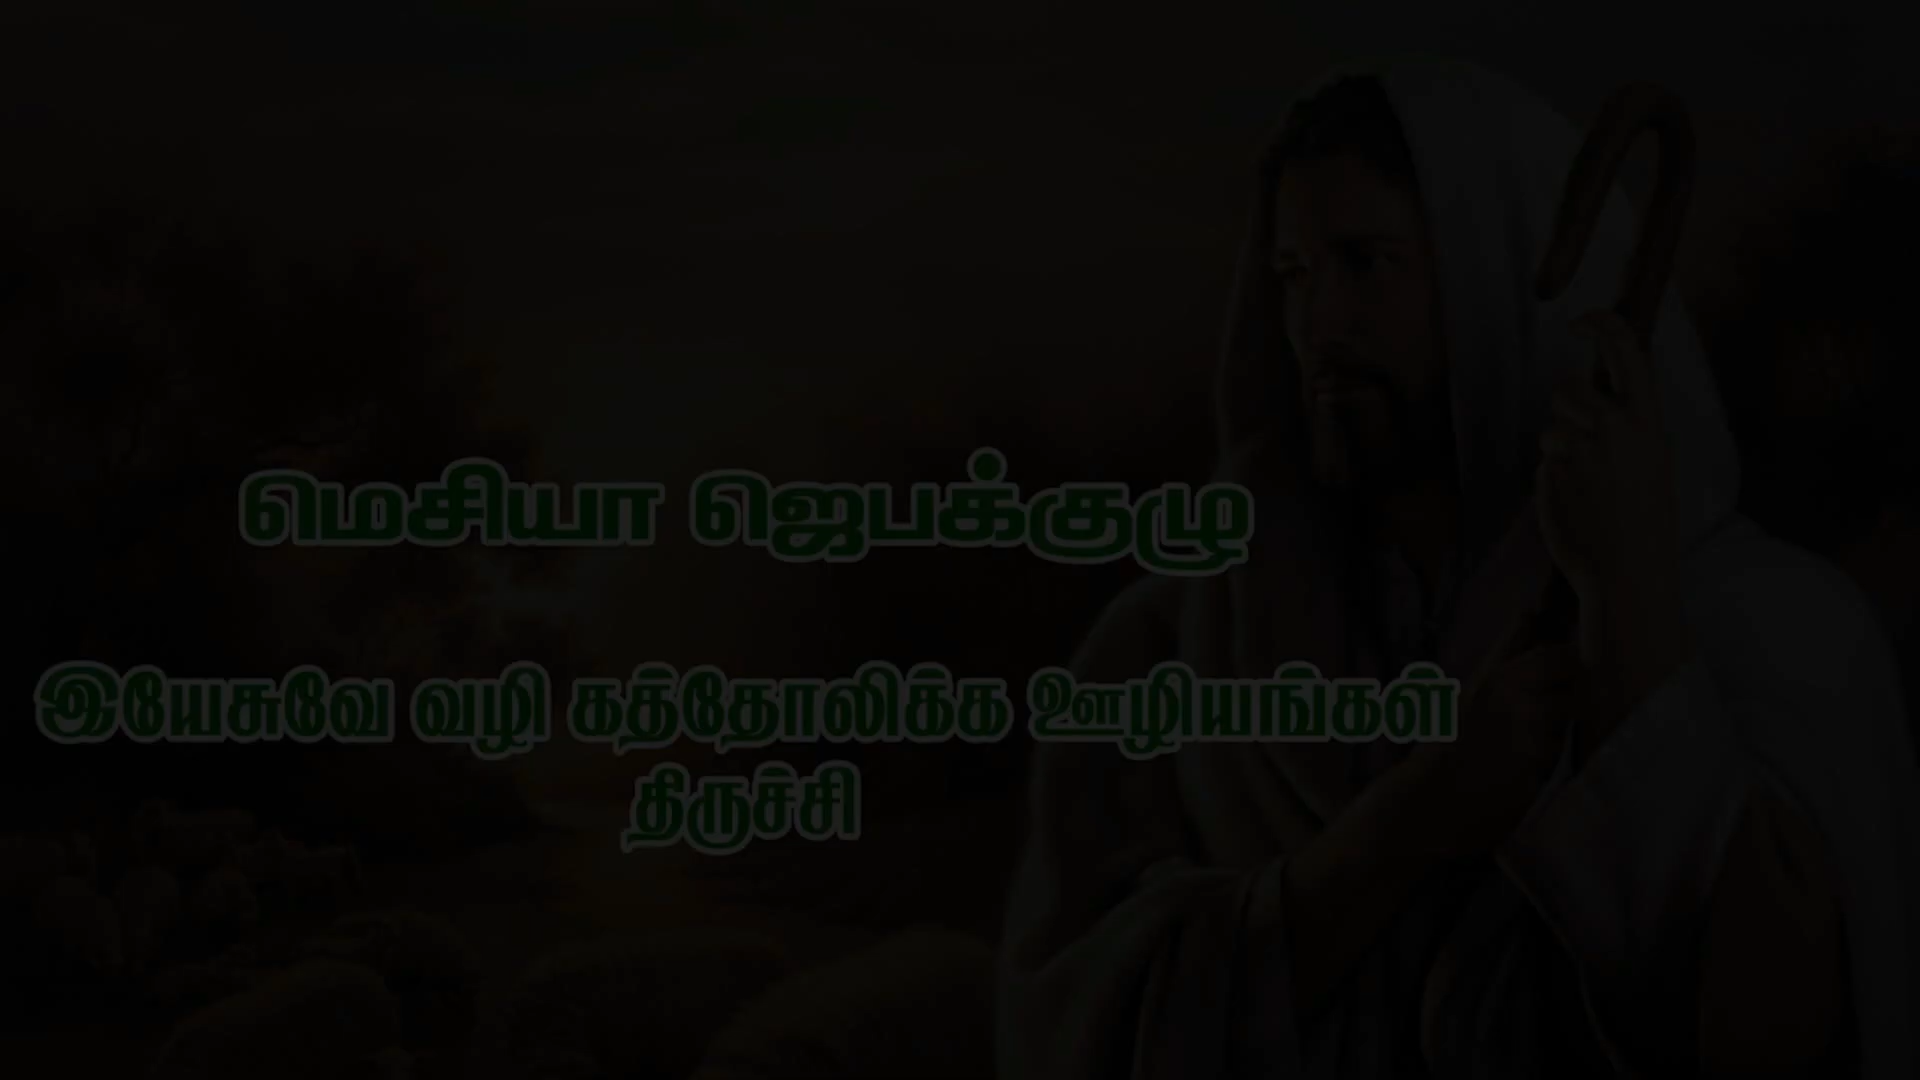 மெசியா ஜெபக்குழு
இயேசுவே வழி கத்தோலிக்க ஊழியங்கள்
திருச்சி